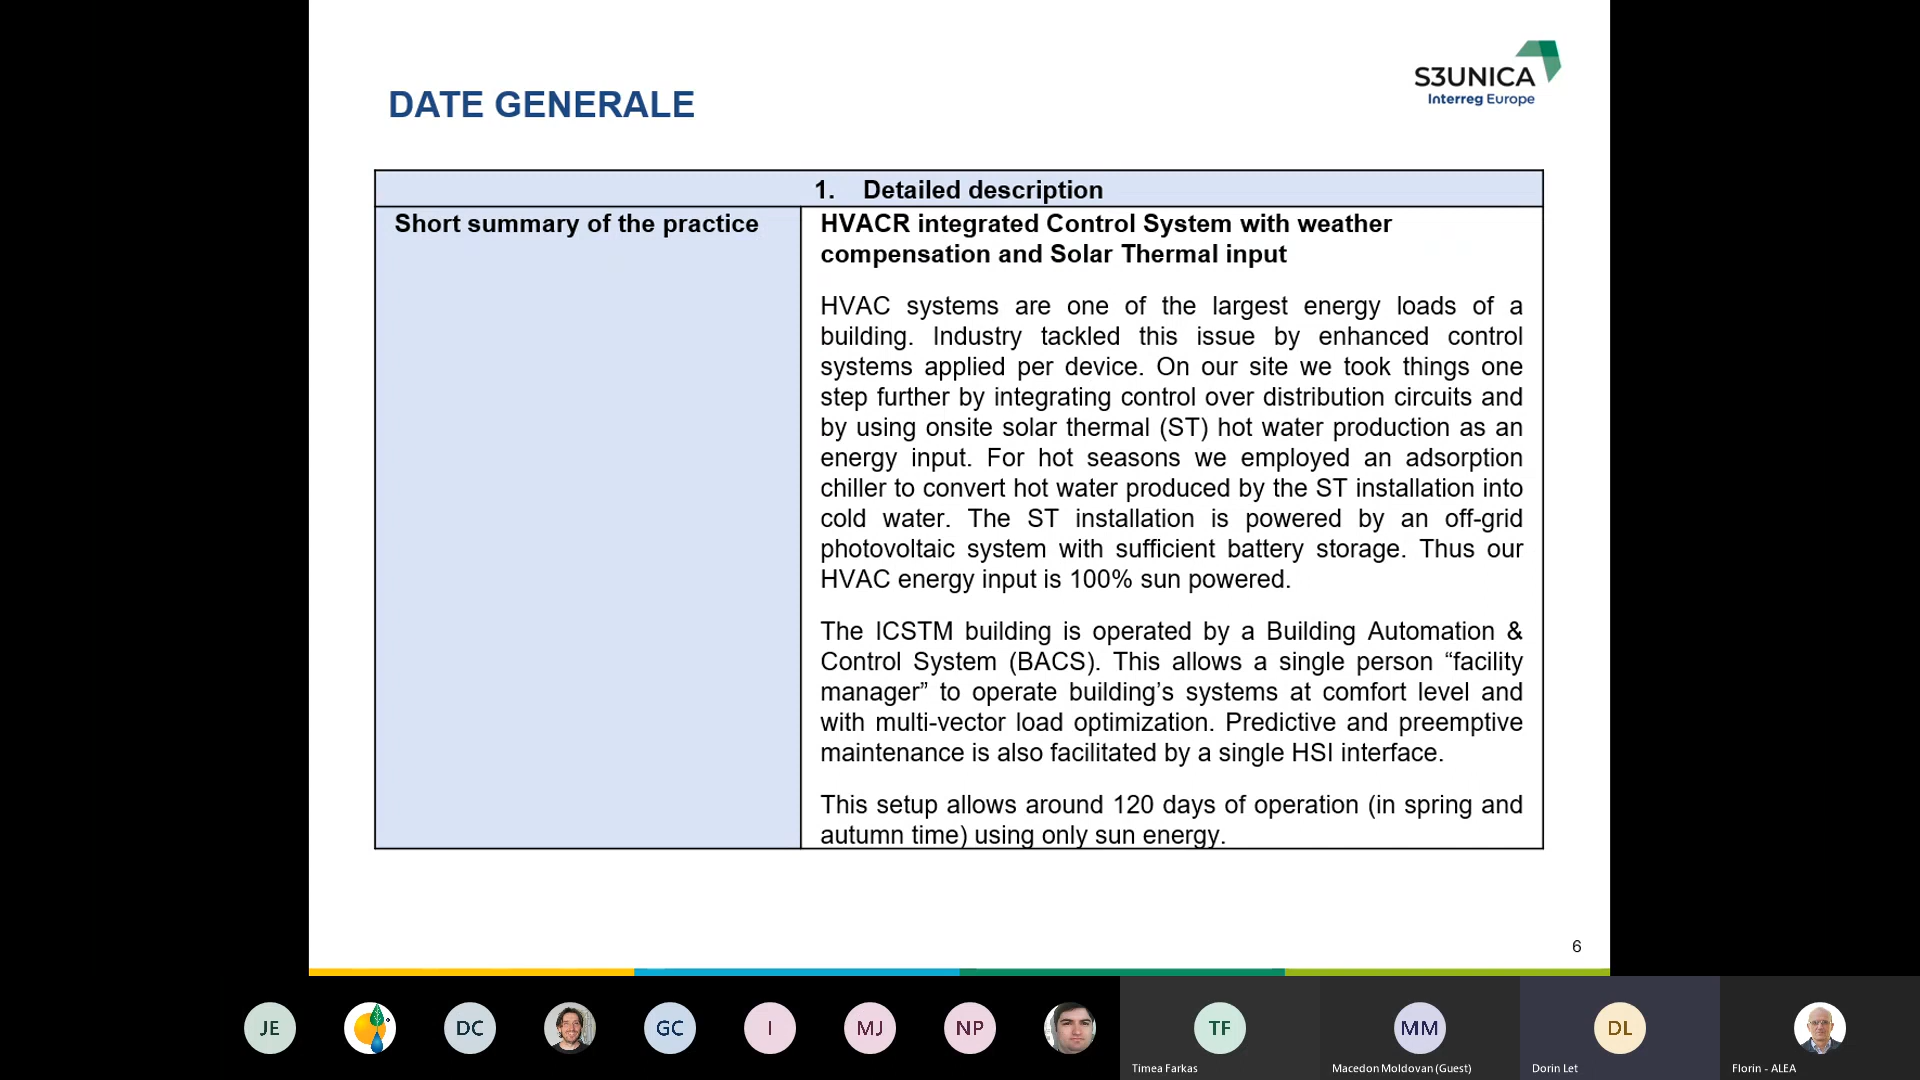 DATE GENERALE
S3UNICA
Interreg Europe
1. Detailed description
Short summary of the practice
HVACR integrated Control System with weather
compensation and Solar Thermal input
HVAC systems are one of the largest energy loads of a
building. Industry tackled this issue by enhanced control
systems applied per device. On our site we took things one
step further by integrating control over distribution circuits and
by using onsite solar thermal (ST) hot water production as an
energy input. For hot seasons we employed an adsorption
chiller to convert hot water produced by the ST installation into
cold water. The ST installation is powered by an off-grid
photovoltaic system with sufficient battery storage. Thus our
HVAC energy input is 100% sun powered.
The ICSTM building is operated by a Building Automation &
Control System (BACS). This allows a single person “facility
manager” to operate building’s systems at comfort level and
with multi-vector load optimization. Predictive and preemptive
maintenance is also facilitated by a single HSI interface.
This setup allows around 120 days of operation (in spring and
autumn time) using only sun energy.
6
JE
DC
GC
I
MJ
NP
TF
MM
DL
Timea Farkas
Macedon Moldovan (Guest)
Dorin Let
Florin - ALEA